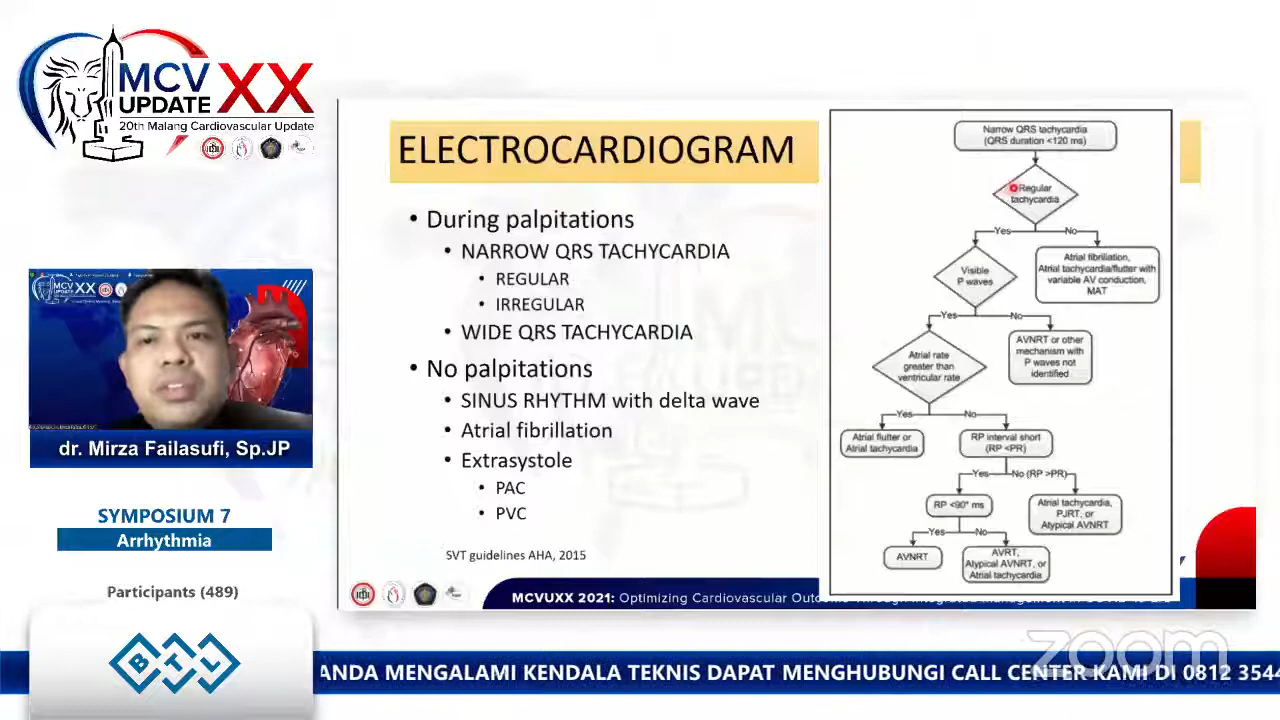 MCV
UPDATE
XX
20th Malang Cardiovascular Update
dr. Mirza Failasufi, Sp.JP
SYMPOSIUM 7
Arrhythmia
Participants (489)
BTL
ELECTROCARDIOGRAM
• During palpitations
• NARROW QRS TACHYCARDIA
• REGULAR
• IRREGULAR
• WIDE QRS TACHYCARDIA
• No palpitations
• SINUS RHYTHM with delta wave
• Atrial fibrillation
• Extrasystole
• PAC
• PVC
SVT guidelines AHA, 2015
Narrow QRS tachycardia
(QRS duration <120 ms)
Regular
tachycardia
Yes
No
Visible
P waves
Atrial fibrillation,
Atrial tachycardia/flutter with
variable AV conduction,
MAT
Yes
No
Atrial rate
greater than
ventricular rate
AVNRT or other
mechanism with
P waves not
identified
Yes
No
Atrial flutter or
Atrial tachycardia
RP interval short
(RP <PR)
Yes
No (RP >PR)
RP <90* ms
Atrial tachycardia,
PJRT, or
Atypical AVNRT
Yes
No
AVNRT
AVRT,
Atypical AVNRT, or
Atrial tachycardia
MCVUXX 2021: Optimizing Cardiovascular
zoom
ANDA MENGALAMI KENDALA TEKNIS DAPAT MENGHUBUNGI CALL CENTER KAMI DI 0812 3544